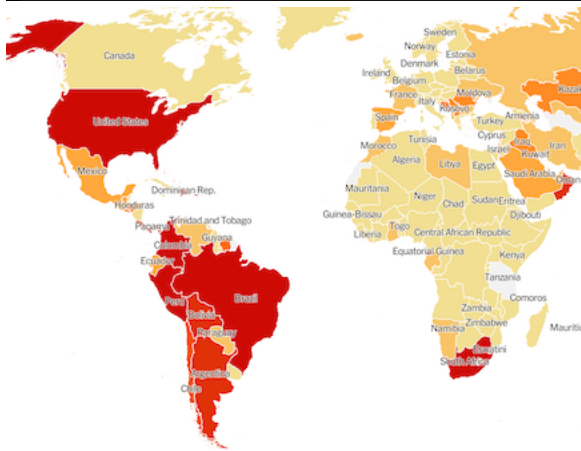 Canada
United States
Mexico
Dominican Rep.
Honduras
Trinidad and Tobago
Panama
Guyana
Colombia
Ecuador
Brazil
Peru
Bolivia
Paraguay
Argentina
Chile
Sweden
Norway
Estonia
Denmark
Ireland
Belarus
Belgium
France
Moldova
Italy
Kosovo
Spain
Turkey
Armenia
Tunisia
Cyprus
Morocco
Israel
Iraq
Iran
Algeria
Libya
Egypt
Kuwait
Saudi Arabia
Oman
Mauritania
Niger
Chad
Sudan
Eritrea
Guinea-Bissau
Djibouti
Liberia
Togo
Central African Republic
Equatorial Guinea
Kenya
Tanzania
Comoros
Zambia
Zimbabwe
Namibia
Mauriti
South Africa
Kazak